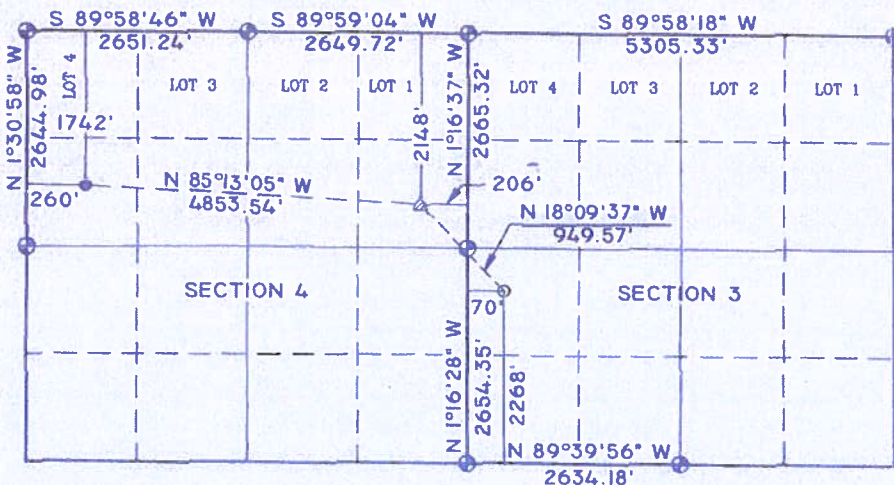 S 89°58'46" W
2651.24'
S 89°59'04" W
2649.72'
S 89°58'18" W
5305.33'
N 1°30'58" W
2644.98'
LOT 4
LOT 3
LOT 2
LOT 1
N 1°16'37" W
2665.32'
LOT 4
LOT 3
LOT 2
LOT 1
1742'
2148'
260'
N 85°13'05" W
4853.54'
206'
N 18°09'37" W
949.57'
SECTION 4
70'
SECTION 3
N 1°16'28" W
2654.35'
2268'
N 89°39'56" W
2634.18'